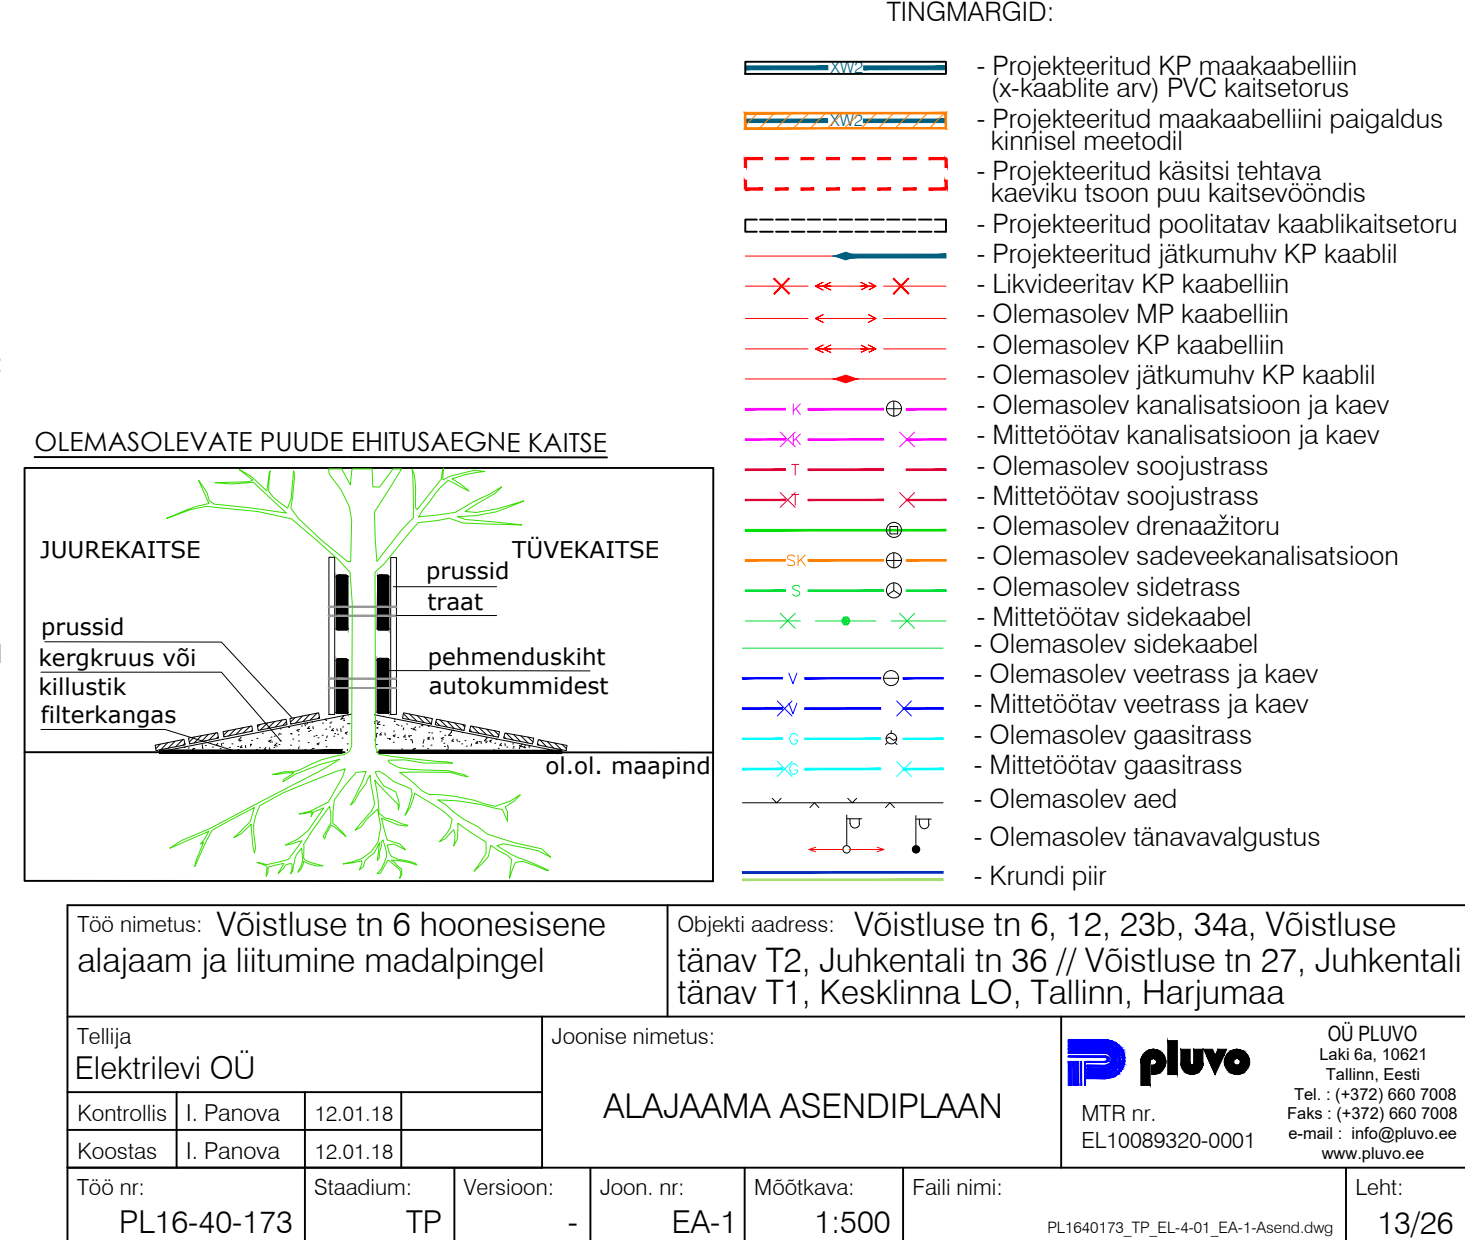 TINGMÄRGID:
XW2
- Projekteeritud KP maakaabelliin
(x-kaablite arv) PVC kaitsetorus
XW2
- Projekteeritud maakaabelliini paigaldus
kinnisel meetodil
- Projekteeritud käsitsi tehtava
kaeviku tsoon puu kaitsevööndis
- Projekteeritud poolitatav kaablikaitsetoru
- Projekteeritud jätkumuhv KP kaablil
- Likvideeritav KP kaabelliin
- Olemasolev MP kaabelliin
- Olemasolev KP kaabelliin
- Olemasolev jätkumuhv KP kaablil
K - Olemasolev kanalisatsioon ja kaev
K - Mittetöötav kanalisatsioon ja kaev
T - Olemasolev soojustrass
T - Mittetöötav soojustrass
- Olemasolev drenaažitoru
SK - Olemasolev sadeveekanalisatsioon
S - Olemasolev sidetrass
- Mittetöötav sidekaabel
- Olemasolev sidekaabel
V - Olemasolev veetrass ja kaev
V - Mittetöötav veetrass ja kaev
G - Olemasolev gaasitrass
G - Mittetöötav gaasitrass
- Olemasolev aed
- Olemasolev tänavavalgustus
- Krundi piir
OLEMASOLEVATE PUUDE EHITUSAEGNE KAITSE
JUUREKAITSE
TÜVEKAITSE
prussid
traat
prussid
kergkruus või
killustik
filterkangas
pehmenduskiht
autokummidest
ol.ol. maapind
Töö nimetus: Võistluse tn 6 hoonesisene
alajaam ja liitumine madalpingel
Objekti aadress: Võistluse tn 6, 12, 23b, 34a, Võistluse
tänav T2, Juhkentali tn 36 // Võistluse tn 27, Juhkentali
tänav T1, Kesklinna LO, Tallinn, Harjumaa
Tellija
Elektrilevi OÜ
Kontrollis I. Panova 12.01.18
Koostas I. Panova 12.01.18
Joonise nimetus:
ALAJAAMA ASENDIPLAAN
pluvo
MTR nr.
EL10089320-0001
OÜ PLUVO
Laki 6a, 10621
Tallinn, Eesti
Tel. : (+372) 660 7008
Faks : (+372) 660 7008
e-mail : info@pluvo.ee
www.pluvo.ee
Töö nr:
PL16-40-173
Staadium:
TP
Versioon:
-
Joon. nr:
EA-1
Mõõtkava:
1:500
Faili nimi:
PL1640173_TP_EL-4-01_EA-1-Asend.dwg
Leht:
13/26